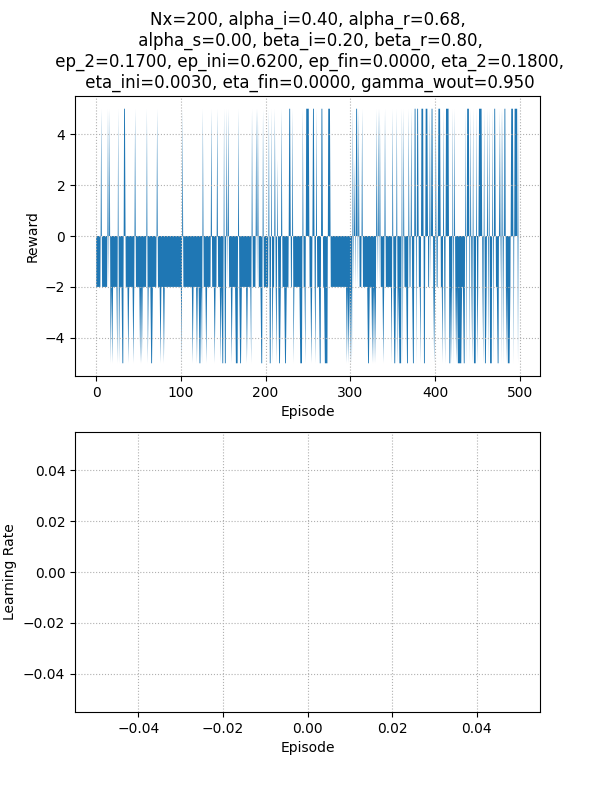 Nx=200, alpha_i=0.40, alpha_r=0.68,
alpha_s=0.00, beta_i=0.20, beta_r=0.80,
ep_2=0.1700, ep_ini=0.6200, ep_fin=0.0000, eta_2=0.1800,
eta_ini=0.0030, eta_fin=0.0000, gamma_wout=0.950
4
2
0
−2
−4
Reward
0 100 200 300 400 500
Episode
0.04
0.02
0.00
−0.02
−0.04
Learning Rate
−0.04 −0.02 0.00 0.02 0.04
Episode